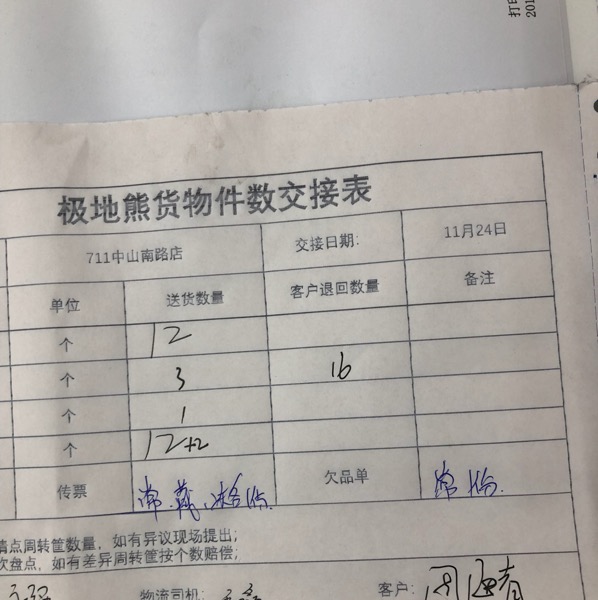 打印
201
极地熊货物件数交接表
711中山南路店 交接日期: 11月24日
单位 送货数量 客户退回数量 备注
个 12
个 3 16
个 1
个 12+2
传票 欠品单
清点周转筐数量，如有异议现场提出；
次盘点，如有差异周转筐按个数赔偿；
物流司机: 客户: